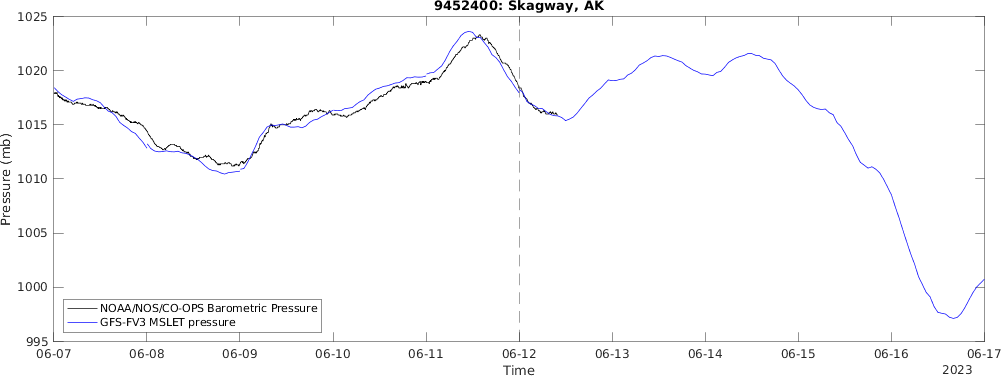 9452400: Skagway, AK
1025
1020
1015
1010
1005
1000
995
Pressure (mb)
NOAA/NOS/CO-OPS Barometric Pressure
GFS-FV3 MSLET pressure
06-07 06-08 06-09 06-10 06-11 06-12 06-13 06-14 06-15 06-16 06-17
Time
2023